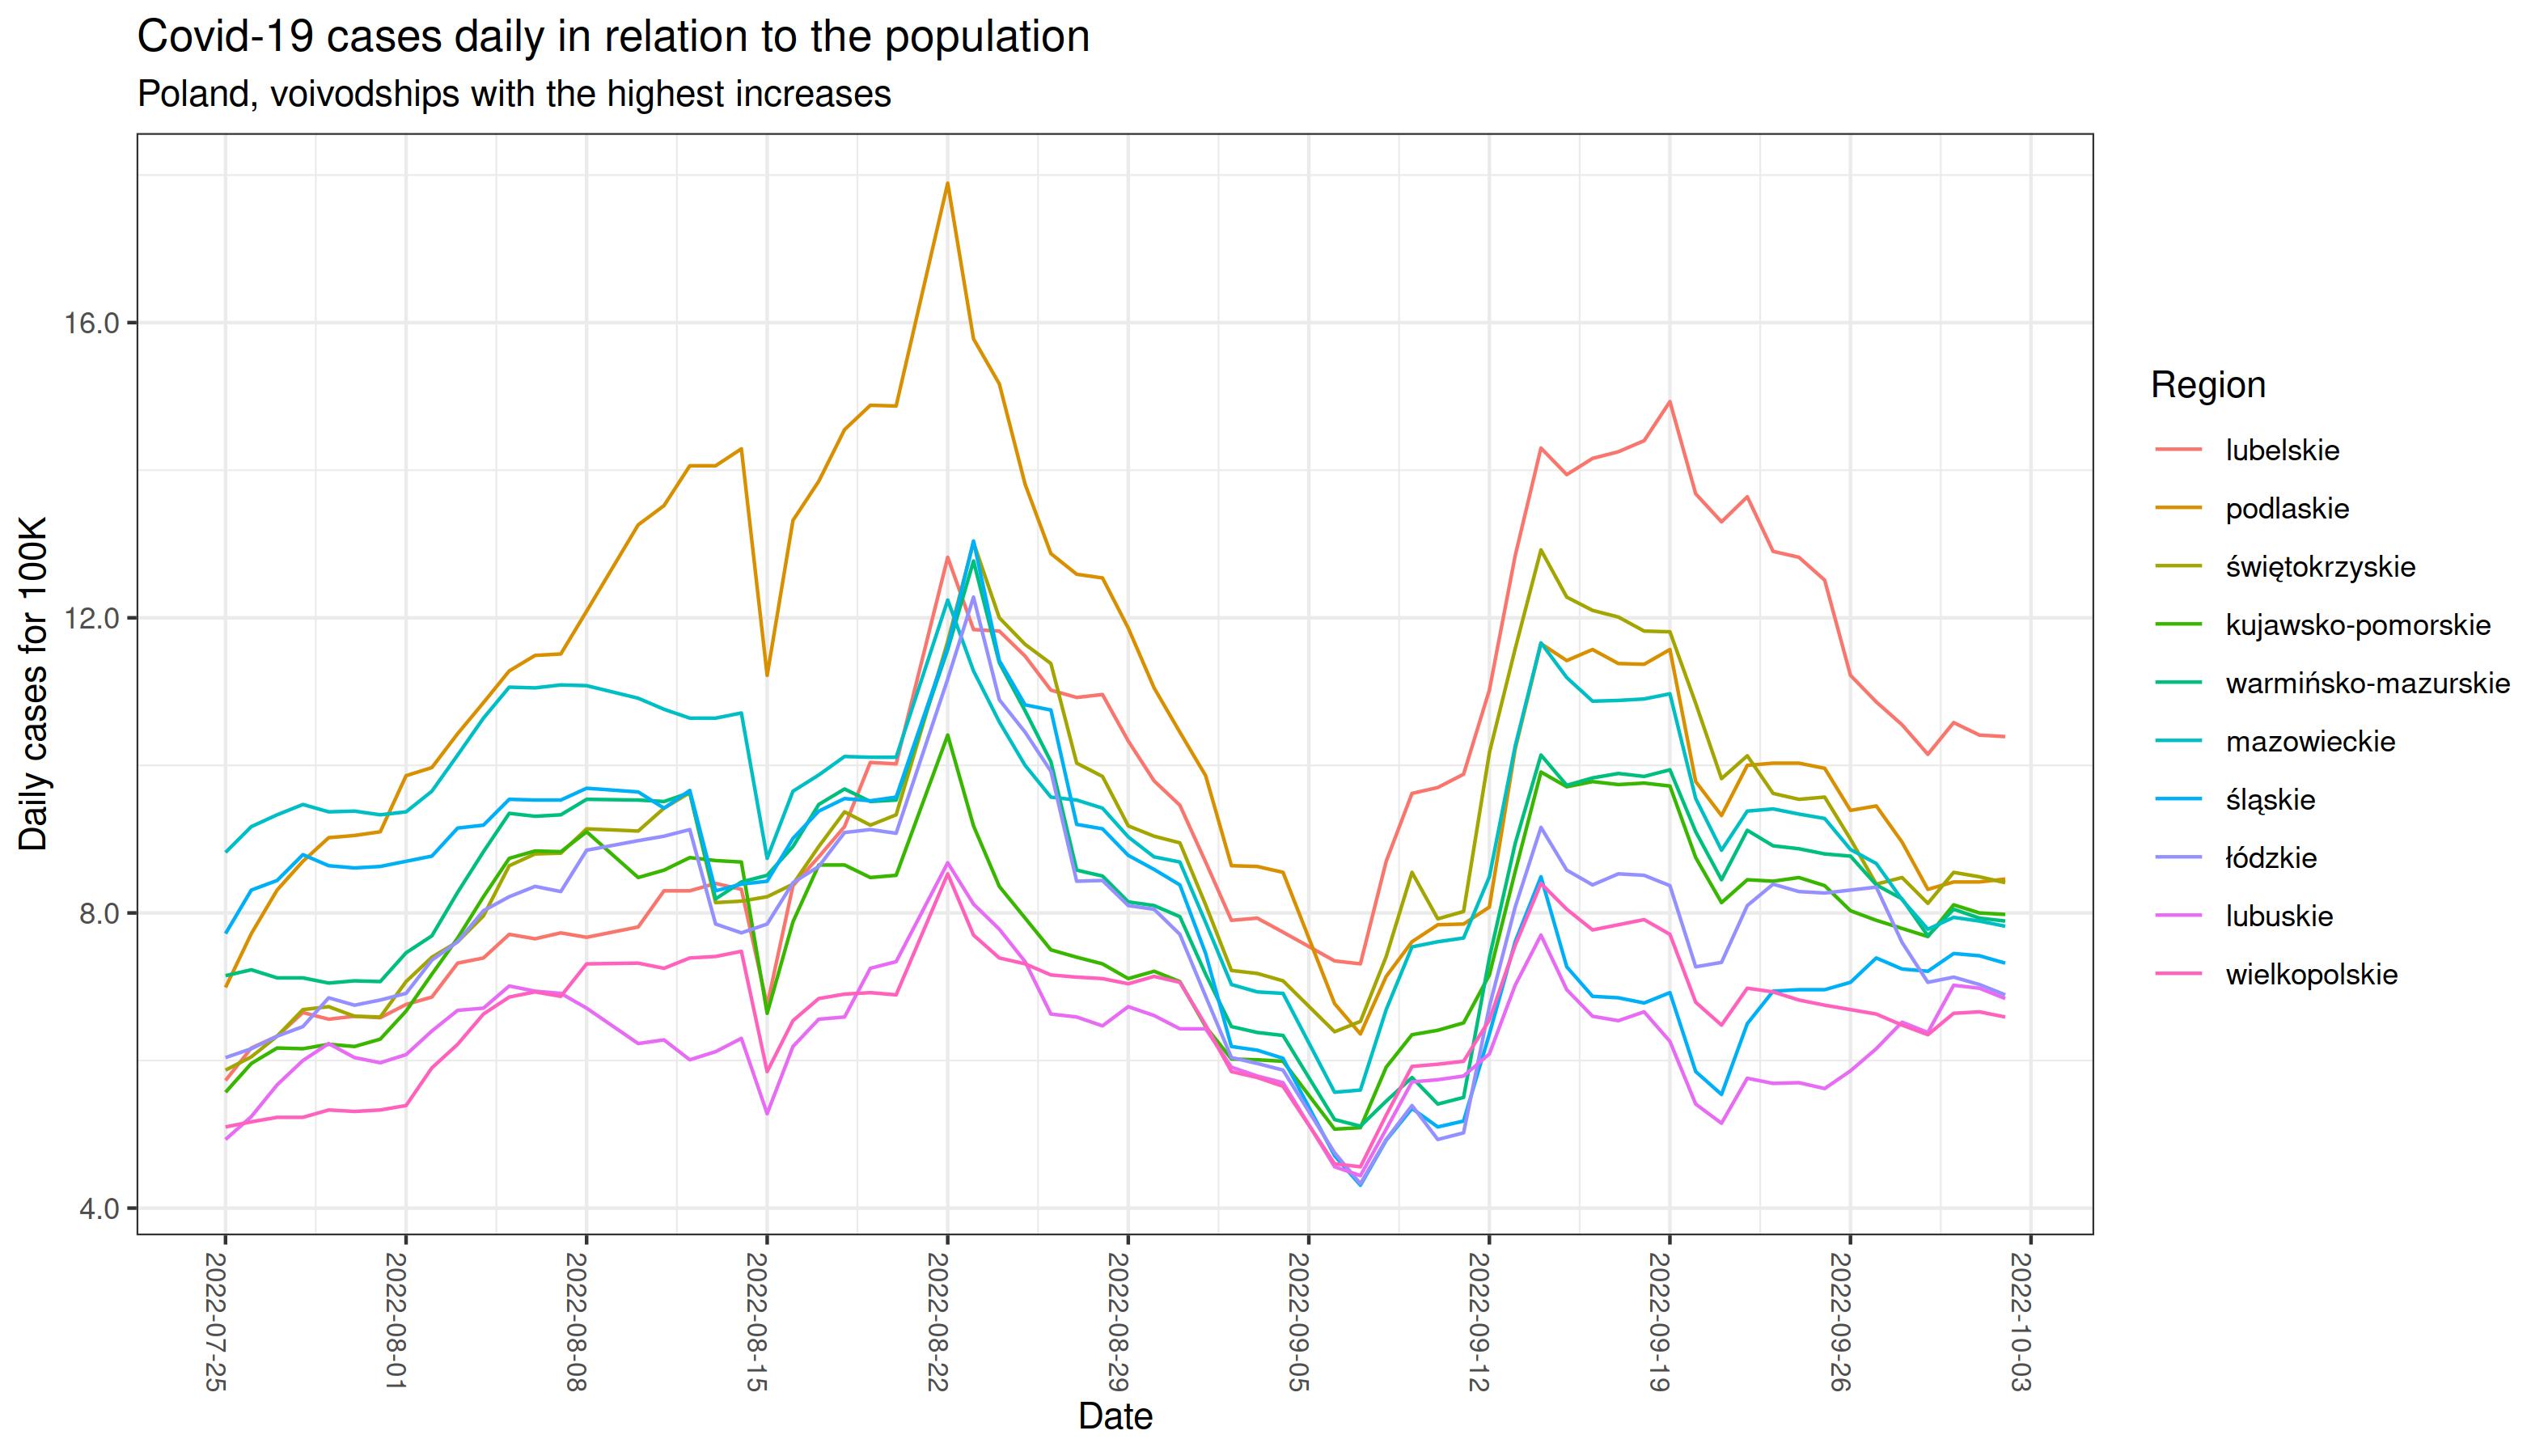 Covid-19 cases daily in relation to the population
Poland, voivodships with the highest increases
Daily cases for 100K
16.0
12.0
8.0
4.0
2022-07-25
2022-08-01
2022-08-08
2022-08-15
2022-08-22
2022-08-29
2022-09-05
2022-09-12
2022-09-19
2022-09-26
2022-10-03
Date
Region
lubelskie
podlaskie
świętokrzyskie
kujawsko-pomorskie
warmińsko-mazurskie
mazowieckie
śląskie
łódzkie
lubuskie
wielkopolskie